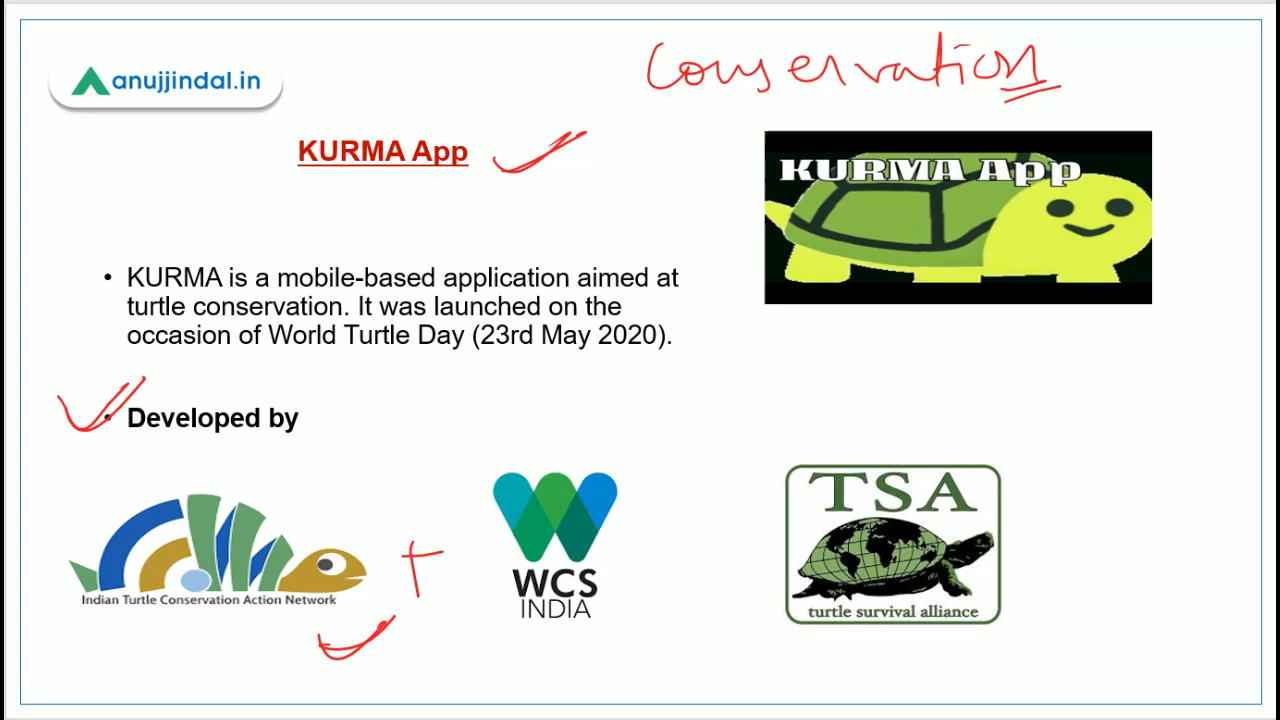 conservation
anujjindal.in
KURMA App
KURMA App
• KURMA is a mobile-based application aimed at
turtle conservation. It was launched on the
occasion of World Turtle Day (23rd May 2020).
• Developed by
Indian Turtle Conservation Action Network
WCS
INDIA
TSA
turtle survival alliance